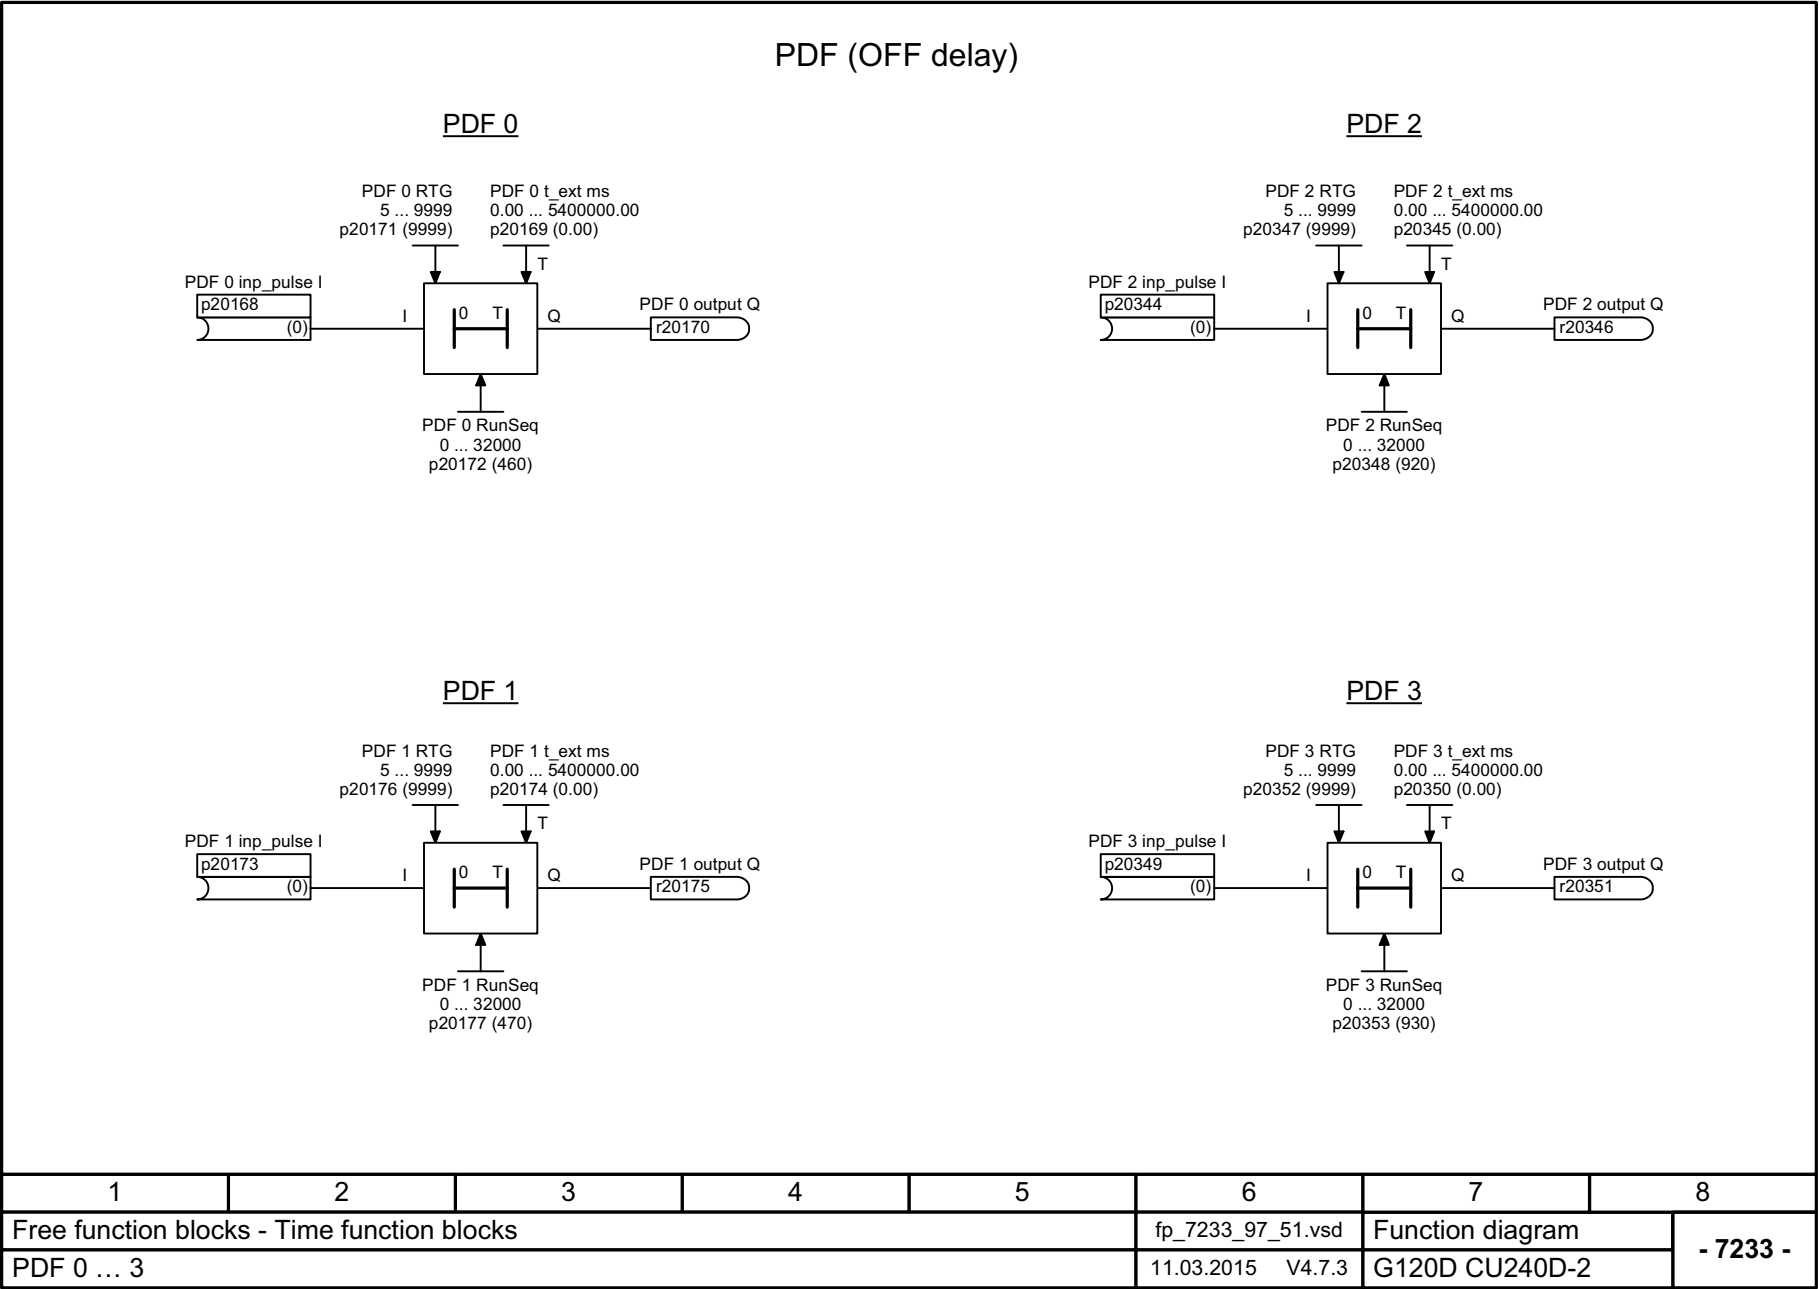 PDF (OFF delay)
PDF 0
PDF 0 RTG
5 ... 9999
p20171 (9999)
PDF 0 t_ext ms
0.00 ... 5400000.00
p20169 (0.00)
T
PDF 0 inp_pulse I
p20168
(0)
I
0 T
Q
PDF 0 output Q
r20170
PDF 0 RunSeq
0 ... 32000
p20172 (460)
PDF 2
PDF 2 RTG
5 ... 9999
p20347 (9999)
PDF 2 t_ext ms
0.00 ... 5400000.00
p20345 (0.00)
T
PDF 2 inp_pulse I
p20344
(0)
I
0 T
Q
PDF 2 output Q
r20346
PDF 2 RunSeq
0 ... 32000
p20348 (920)
PDF 1
PDF 1 RTG
5 ... 9999
p20176 (9999)
PDF 1 t_ext ms
0.00 ... 5400000.00
p20174 (0.00)
T
PDF 1 inp_pulse I
p20173
(0)
I
0 T
Q
PDF 1 output Q
r20175
PDF 1 RunSeq
0 ... 32000
p20177 (470)
PDF 3
PDF 3 RTG
5 ... 9999
p20352 (9999)
PDF 3 t_ext ms
0.00 ... 5400000.00
p20350 (0.00)
T
PDF 3 inp_pulse I
p20349
(0)
I
0 T
Q
PDF 3 output Q
r20351
PDF 3 RunSeq
0 ... 32000
p20353 (930)
1 2 3 4 5 6 7 8
Free function blocks - Time function blocks
fp_7233_97_51.vsd
Function diagram
- 7233 -
PDF 0 … 3
11.03.2015 V4.7.3
G120D CU240D-2